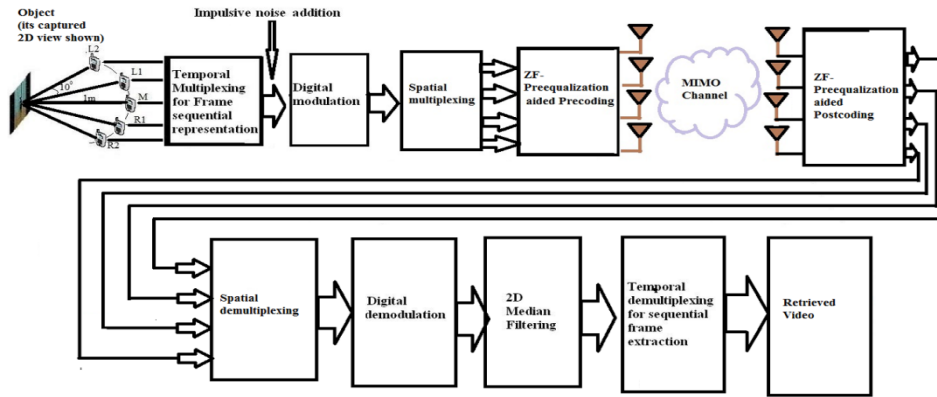 Object
(its captured
2D view shown)
Impulsive noise addition
L2
L1
10°
1m
M
R1
R2
Temporal
Multiplexing
for Frame
sequential
representation
Digital
modulation
Spatial
multiplexing
ZF-
Preequalization
aided Precoding
MIMO
Channel
ZF-
Preequalization
aided
Postcoding
Spatial
demultiplexing
Digital
demodulation
2D
Median
Filtering
Temporal
demultiplexing
for sequential
frame
extraction
Retrieved
Video